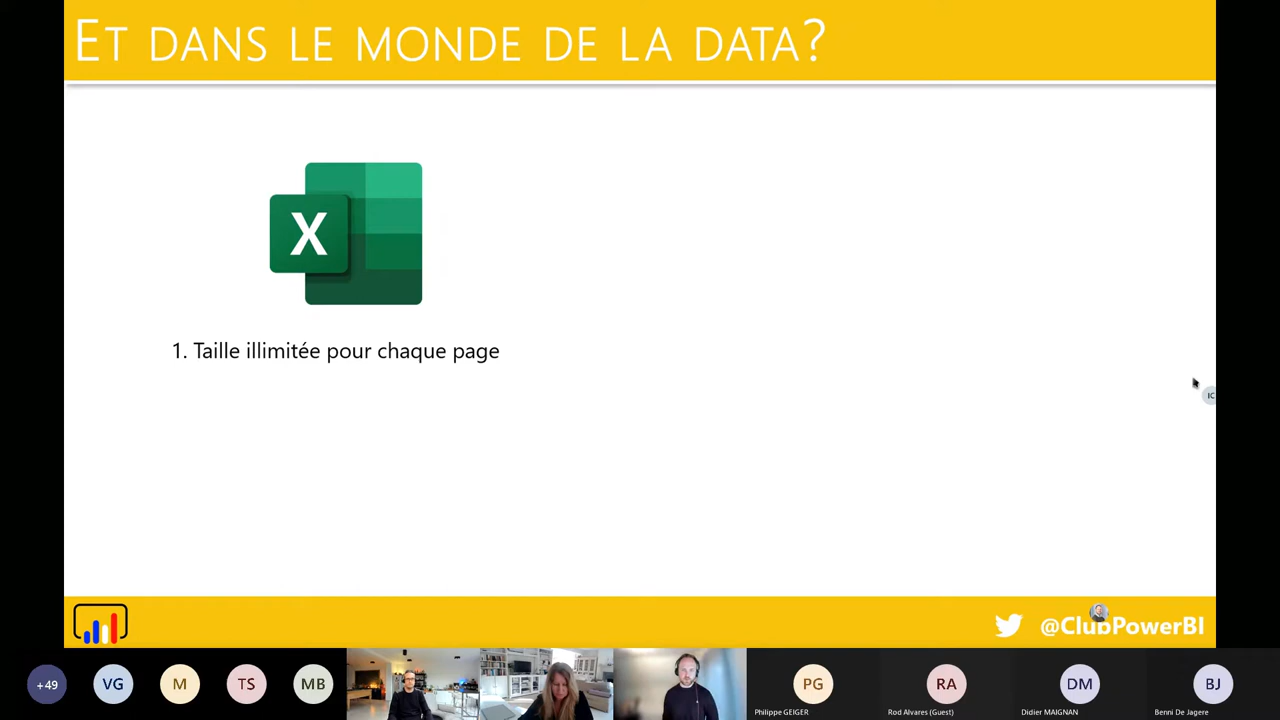 ET DANS LE MONDE DE LA DATA?
X
1. Taille illimitée pour chaque page
IC
@ClubPowerBI
+49
VG
M
TS
MB
PG
RA
DM
BJ
Philippe GEIGER
Rod Alvares (Guest)
Didier MAIGNAN
Benni De Jagere